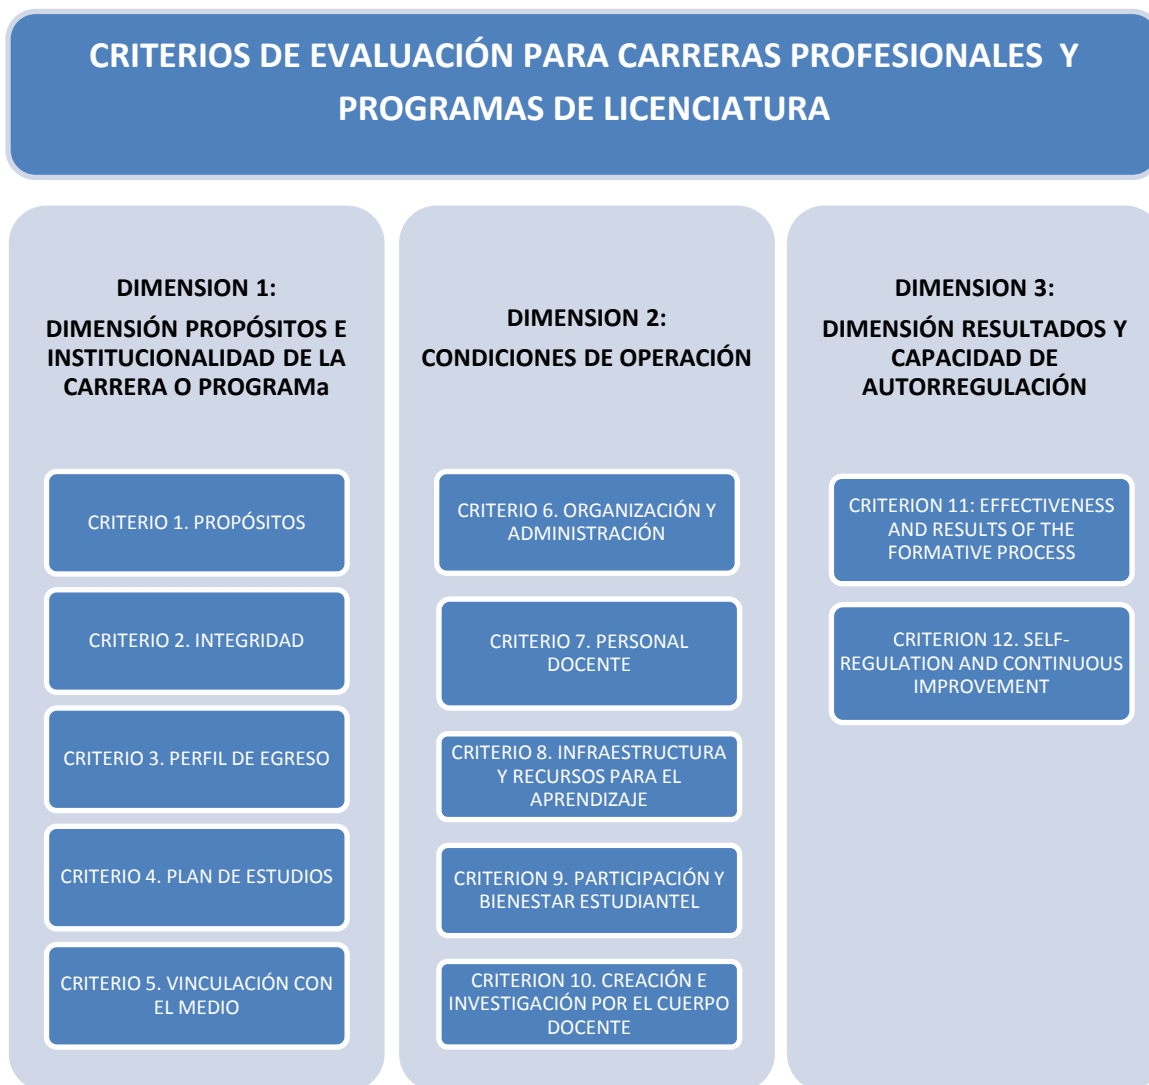 CRITERIOS DE EVALUACIÓN PARA CARRERAS PROFESIONALES Y
PROGRAMAS DE LICENCIATURA
DIMENSION 1:
DIMENSIÓN PROPÓSITOS E
INSTITUCIONALIDAD DE LA
CARRERA O PROGRAMa
CRITERIO 1. PROPÓSITOS
CRITERIO 2. INTEGRIDAD
CRITERIO 3. PERFIL DE EGRESO
CRITERIO 4. PLAN DE ESTUDIOS
CRITERIO 5. VINCULACIÓN CON
EL MEDIO
DIMENSION 2:
CONDICIONES DE OPERACIÓN
CRITERIO 6. ORGANIZACIÓN Y
ADMINISTRACIÓN
CRITERIO 7. PERSONAL
DOCENTE
CRITERIO 8. INFRAESTRUCTURA
Y RECURSOS PARA EL
APRENDIZAJE
CRITERION 9. PARTICIPACIÓN Y
BIENESTAR ESTUDIANTEL
CRITERION 10. CREACIÓN E
INVESTIGACIÓN POR EL CUERPO
DOCENTE
DIMENSION 3:
DIMENSIÓN RESULTADOS Y
CAPACIDAD DE
AUTORREGULACIÓN
CRITERION 11: EFFECTIVENESS
AND RESULTS OF THE
FORMATIVE PROCESS
CRITERION 12. SELF-
REGULATION AND CONTINUOUS
IMPROVEMENT